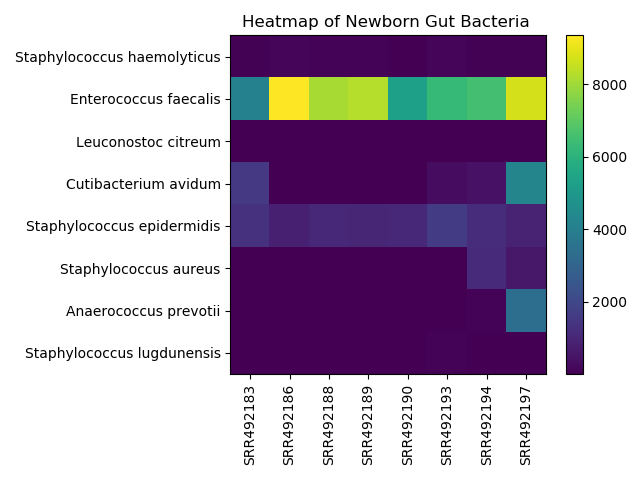 Heatmap of Newborn Gut Bacteria
Staphylococcus haemolyticus
Enterococcus faecalis
Leuconostoc citreum
Cutibacterium avidum
Staphylococcus epidermidis
Staphylococcus aureus
Anaerococcus prevotii
Staphylococcus lugdunensis
SRR492183
SRR492186
SRR492188
SRR492189
SRR492190
SRR492193
SRR492194
SRR492197
8000
6000
4000
2000